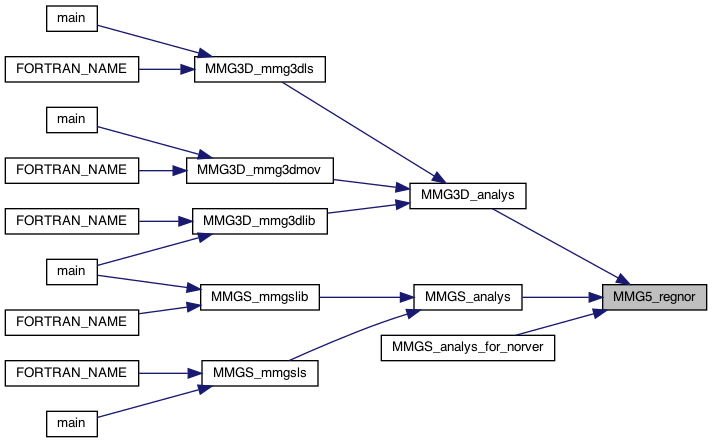 main
FORTRAN_NAME
MMG3D_mmg3dls
main
FORTRAN_NAME
MMG3D_mmg3dmov
MMG3D_analys
FORTRAN_NAME
MMG3D_mmg3dlib
main
MMGS_mmgslib
MMGS_analys
MMG5_regnor
FORTRAN_NAME
MMGS_analys_for_norver
FORTRAN_NAME
MMGS_mmgsls
main